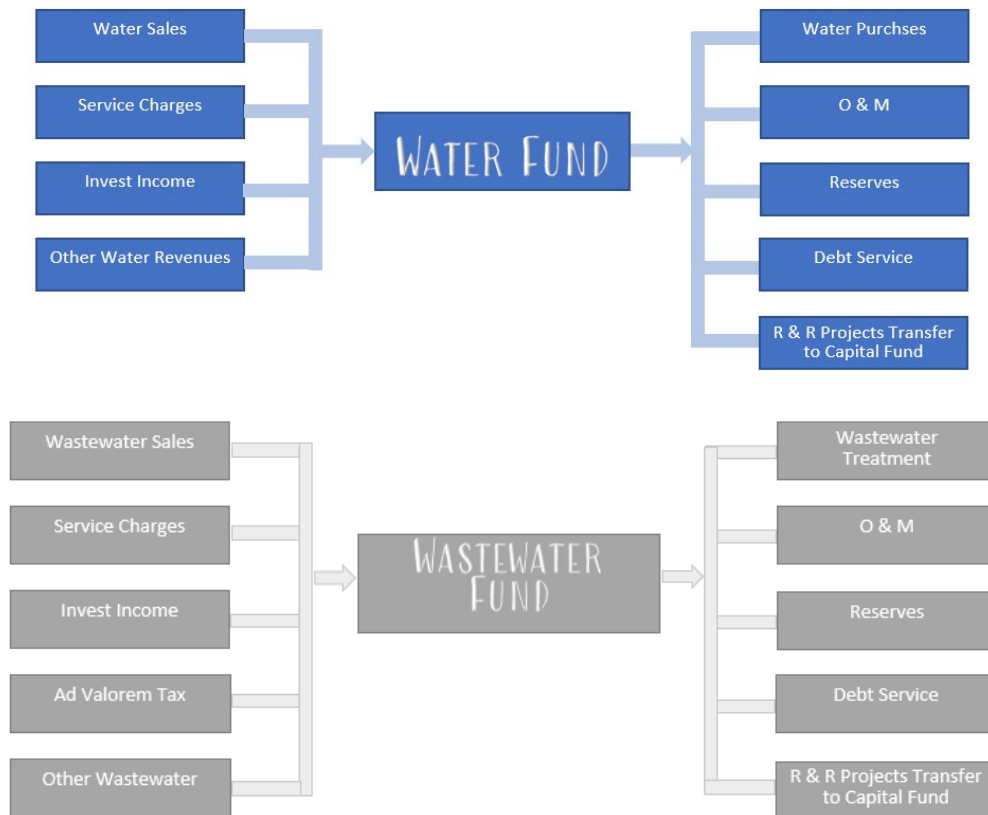 Water Sales
Service Charges
Invest Income
Other Water Revenues
WATER FUND
Water Purchses
O & M
Reserves
Debt Service
R & R Projects Transfer
to Capital Fund
Wastewater Sales
Service Charges
Invest Income
Ad Valorem Tax
Other Wastewater
WASTEWATER
FUND
Wastewater
Treatment
O & M
Reserves
Debt Service
R & R Projects Transfer
to Capital Fund